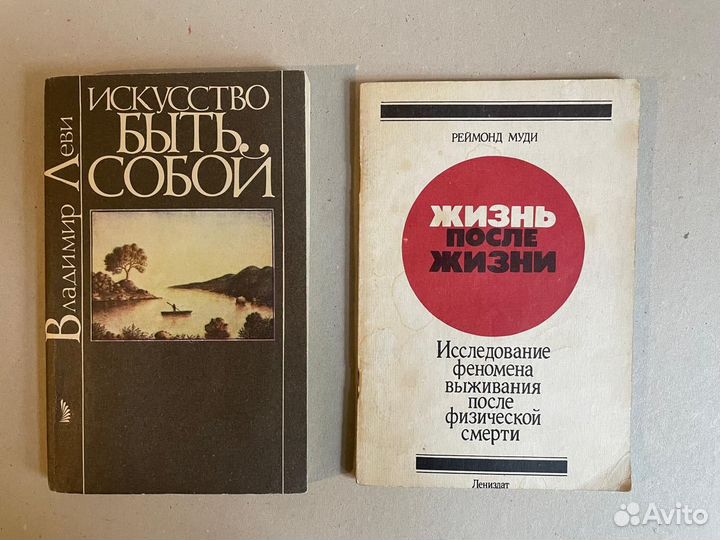 Владимир Леви
ИСКУССТВО
БЫТЬ
СОБОЙ
РЕЙМОНД МУДИ
ЖИЗНЬ
ПОСЛЕ
ЖИЗНИ
Исследование
феномена
выживания
после
физической
смерти
Лениздат
Avito